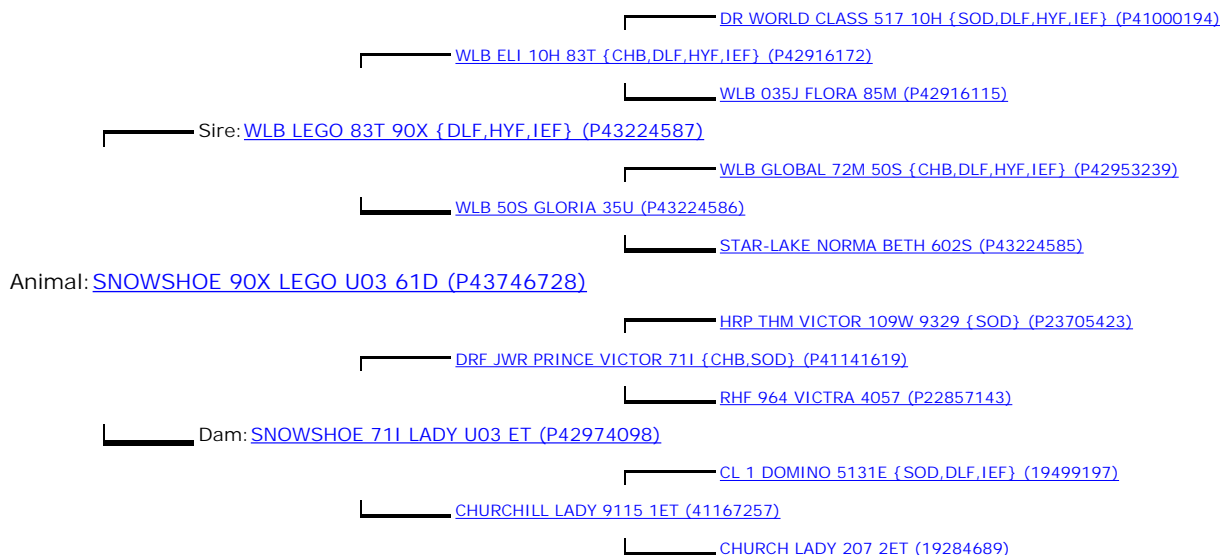 DR WORLD CLASS 517 10H {SOD,DLF,HYF,IEF} (P41000194)
WLB ELI 10H 83T {CHB,DLF,HYF,IEF} (P42916172)
WLB 035J FLORA 85M (P42916115)
Sire: WLB LEGO 83T 90X {DLF,HYF,IEF} (P43224587)
WLB GLOBAL 72M 50S {CHB,DLF,HYF,IEF} (P42953239)
WLB 50S GLORIA 35U (P43224586)
STAR-LAKE NORMA BETH 602S (P43224585)
Animal: SNOWSHOE 90X LEGO U03 61D (P43746728)
HRP THM VICTOR 109W 9329 {SOD} (P23705423)
DRF JWR PRINCE VICTOR 71I {CHB,SOD} (P41141619)
RHF 964 VICTRA 4057 (P22857143)
Dam: SNOWSHOE 71I LADY U03 ET (P42974098)
CL 1 DOMINO 5131E {SOD,DLF,IEF} (19499197)
CHURCHILL LADY 9115 1ET (41167257)
CHURCH LADY 207 2ET (19284689)